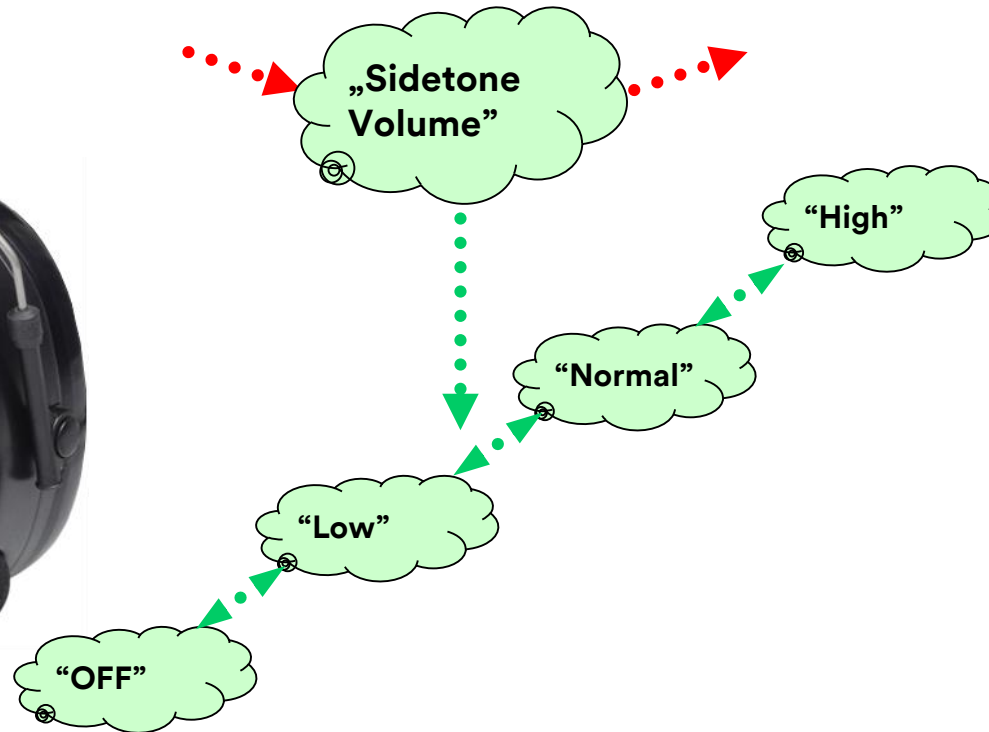 „Sidetone
Volume”
“High”
“Normal”
“Low”
“OFF”